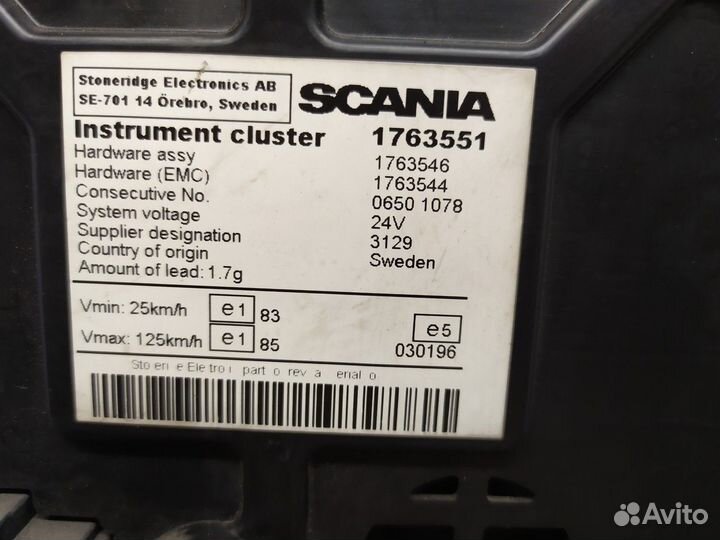 Stoneridge Electronics AB
SE-701 14 Örebro, Sweden
SCANIA
Instrument cluster 1763551
Hardware assy 1763546
Hardware (EMC) 1763544
Consecutive No. 0650 1078
System voltage 24V
Supplier designation 3129
Country of origin Sweden
Amount of lead: 1.7g
Vmin: 25km/h e1 83
Vmax: 125km/h e1 85
e5
030196
Avito